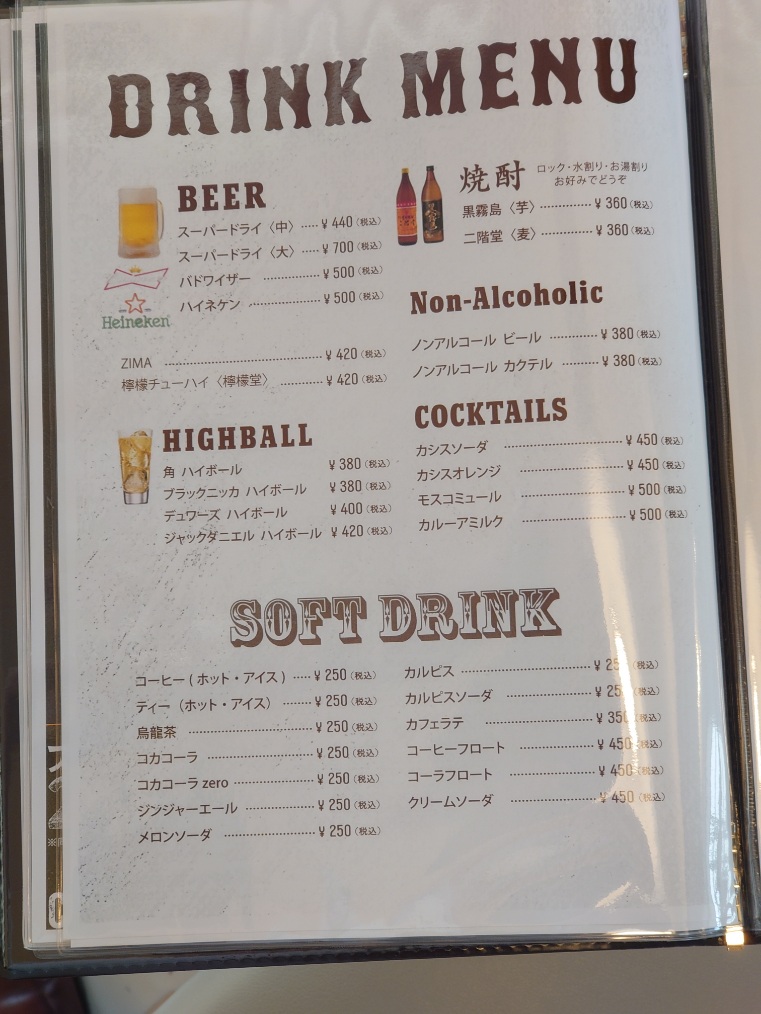 DRINK MENU
BEER
スーパードライ〈中〉 ..... ¥ 440 (税込)
スーパードライ〈大〉 ..... ¥ 700 (税込)
バドワイザー ............ ¥ 500 (税込)
Heineken
ハイネケン ............ ¥ 500 (税込)
ZIMA ............ ¥ 420 (税込)
檸檬チューハイ〈檸檬堂〉 ......... ¥ 420 (税込)
HIGHBALL
角 ハイボール ¥ 380 (税込)
ブラックニッカ ハイボール ¥ 380 (税込)
デュワーズ ハイボール ¥ 400 (税込)
ジャックダニエル ハイボール ¥ 420 (税込)
焼酎
ロック・水割り・お湯割り
お好みでどうぞ
黒霧島〈芋〉 ............ ¥ 360 (税込)
二階堂〈麦〉 ............ ¥ 360 (税込)
Non-Alcoholic
ノンアルコール ビール ............ ¥ 380 (税込)
ノンアルコール カクテル ............ ¥ 380 (税込)
COCKTAILS
カシスソーダ ............ ¥ 450 (税込)
カシスオレンジ ............ ¥ 450 (税込)
モスコミュール ............ ¥ 500 (税込)
カルーアミルク ............ ¥ 500 (税込)
SOFT DRINK
コーヒー ( ホット・アイス ) ..... ¥ 250 (税込)
ティー（ホット・アイス） ........ ¥ 250 (税込)
烏龍茶 ............ ¥ 250 (税込)
コカコーラ ............ ¥ 250 (税込)
コカコーラ zero ............ ¥ 250 (税込)
ジンジャーエール ............ ¥ 250 (税込)
メロンソーダ ............ ¥ 250 (税込)
カルピス ............ ¥ (税込)
カルピスソーダ ............ ¥ (税込)
カフェラテ ............ ¥ 350 (税込)
コーヒーフロート ............ ¥ 450 (税込)
コーラフロート ............ ¥ 450 (税込)
クリームソーダ ............ ¥ 450 (税込)